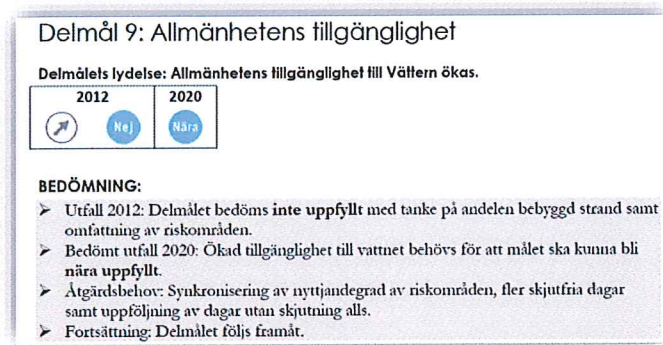 Delmål 9: Allmänhetens tillgänglighet
Delmålets lydelse: Allmänhetens tillgänglighet till Vättern ökas.
2012 2020
Nej Nära
BEDÖMNING:
➢ Utfall 2012: Delmålet bedöms inte uppfyllt med tanke på andelen bebyggd strand samt
omfattning av riskområden.
➢ Bedömt utfall 2020: Ökad tillgänglighet till vattnet behövs för att målet ska kunna bli
nära uppfyllt.
➢ Åtgärdsbehov: Synkronisering av nyttjandegrad av riskområden, fler skjutfria dagar
samt uppföljning av dagar utan skjutning alls.
➢ Fortsättning: Delmålet följs framåt.